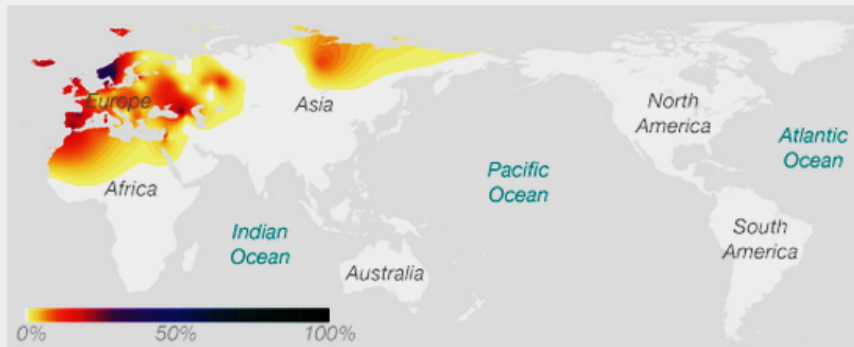 Europe
Asia
North
America
Atlantic
Ocean
Pacific
Ocean
Africa
Indian
Ocean
South
America
Australia
0%
50%
100%